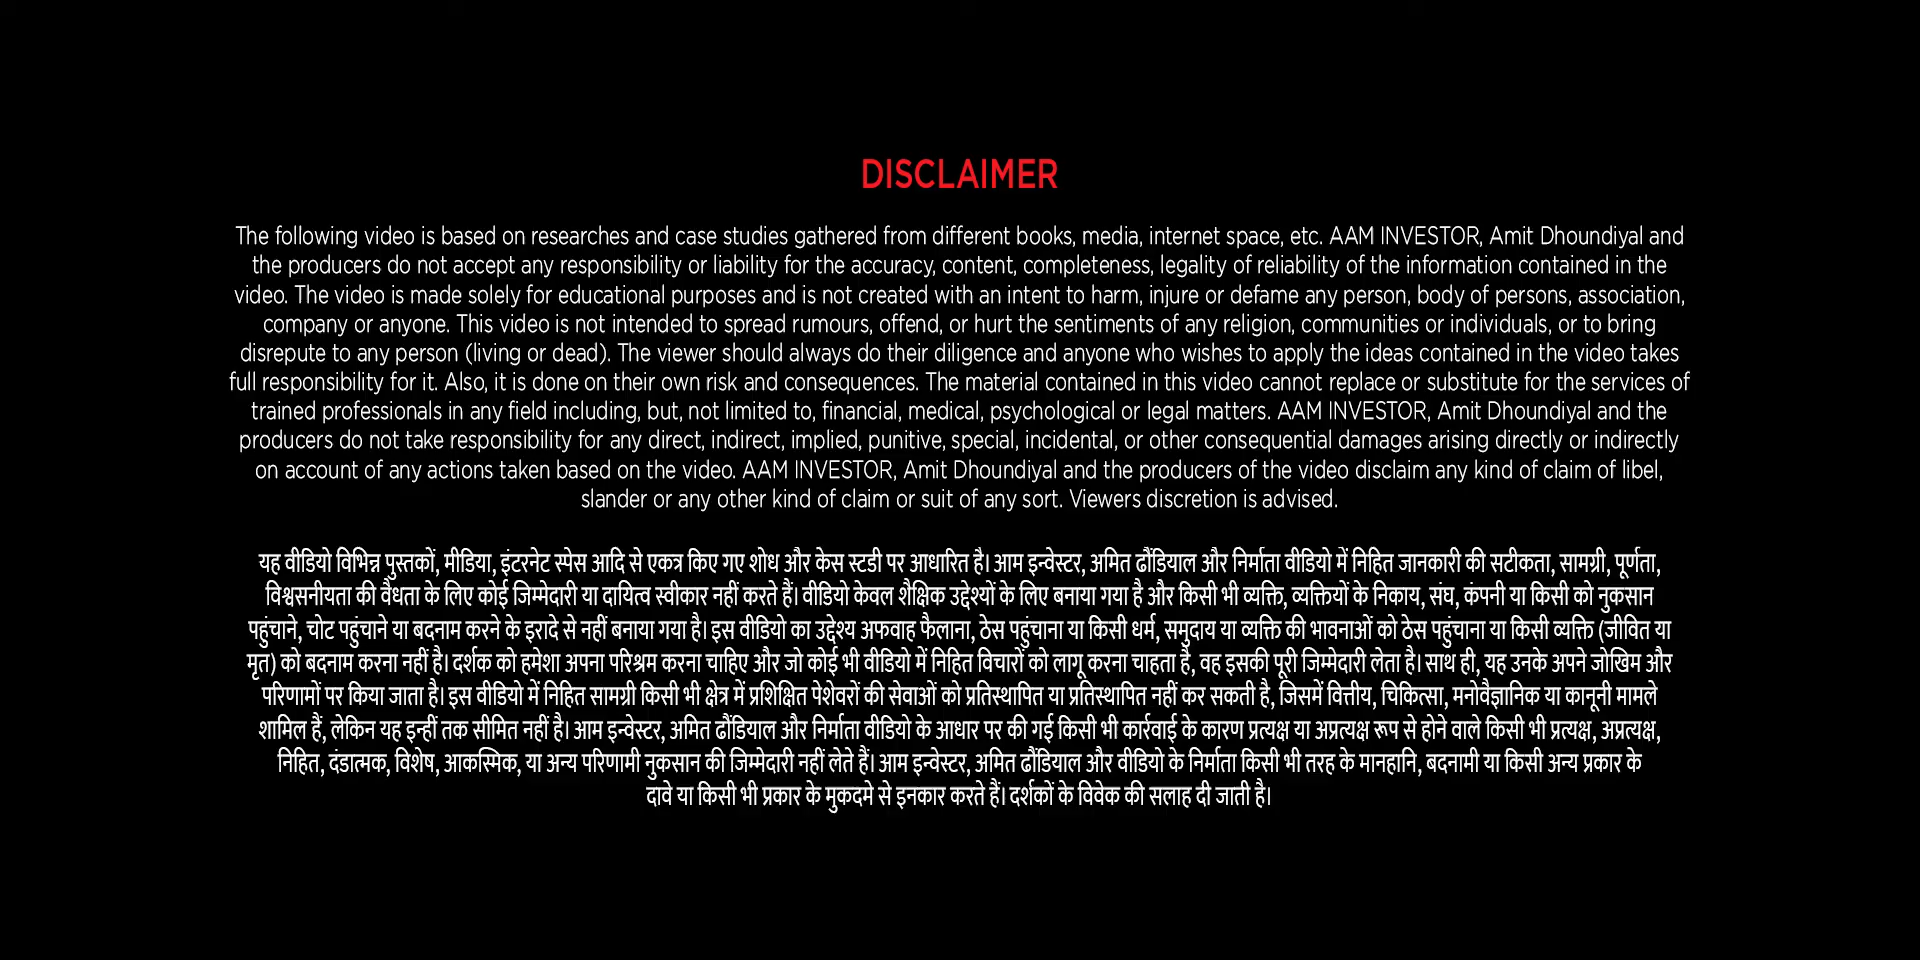 DISCLAIMER
The following video is based on researches and case studies gathered from different books, media, internet space, etc. AAM INVESTOR, Amit Dhoundiyal and
the producers do not accept any responsibility or liability for the accuracy, content, completeness, legality of reliability of the information contained in the
video. The video is made solely for educational purposes and is not created with an intent to harm, injure or defame any person, body of persons, association,
company or anyone. This video is not intended to spread rumours, offend, or hurt the sentiments of any religion, communities or individuals, or to bring
disrepute to any person (living or dead). The viewer should always do their diligence and anyone who wishes to apply the ideas contained in the video takes
full responsibility for it. Also, it is done on their own risk and consequences. The material contained in this video cannot replace or substitute for the services of
trained professionals in any field including, but, not limited to, financial, medical, psychological or legal matters. AAM INVESTOR, Amit Dhoundiyal and the
producers do not take responsibility for any direct, indirect, implied, punitive, special, incidental, or other consequential damages arising directly or indirectly
on account of any actions taken based on the video. AAM INVESTOR, Amit Dhoundiyal and the producers of the video disclaim any kind of claim of libel,
slander or any other kind of claim or suit of any sort. Viewers discretion is advised.
यह वीडियो विभिन्न पुस्तकों, मीडिया, इंटरनेट स्पेस आदि से एकत्र किए गए शोध और केस स्टडी पर आधारित है। आम इन्वेस्टर, अमित ढौंडियाल और निर्माता वीडियो में निहित जानकारी की सटीकता, सामग्री, पूर्णता,
विश्वसनीयता की वैधता के लिए कोई जिम्मेदारी या दायित्व स्वीकार नहीं करते हैं। वीडियो केवल शैक्षिक उद्देश्यों के लिए बनाया गया है और किसी भी व्यक्ति, व्यक्तियों के निकाय, संघ, कंपनी या किसी को नुकसान
पहुंचाने, चोट पहुंचाने या बदनाम करने के इरादे से नहीं बनाया गया है। इस वीडियो का उद्देश्य अफवाह फैलाना, ठेस पहुंचाना या किसी धर्म, समुदाय या व्यक्ति की भावनाओं को ठेस पहुंचाना या किसी व्यक्ति (जीवित या
मृत) को बदनाम करना नहीं है। दर्शक को हमेशा अपना परिश्रम करना चाहिए और जो कोई भी वीडियो में निहित विचारों को लागू करना चाहता है, वह इसकी पूरी जिम्मेदारी लेता है। साथ ही, यह उनके अपने जोखिम और
परिणामों पर किया जाता है। इस वीडियो में निहित सामग्री किसी भी क्षेत्र में प्रशिक्षित पेशेवरों की सेवाओं को प्रतिस्थापित या प्रतिस्थापित नहीं कर सकती है, जिसमें वित्तीय, चिकित्सा, मनोवैज्ञानिक या कानूनी मामले
शामिल हैं, लेकिन यह इन्हीं तक सीमित नहीं है। आम इन्वेस्टर, अमित ढौंडियाल और निर्माता वीडियो के आधार पर की गई किसी भी कार्रवाई के कारण प्रत्यक्ष या अप्रत्यक्ष रूप से होने वाले किसी भी प्रत्यक्ष, अप्रत्यक्ष,
निहित, दंडात्मक, विशेष, आकस्मिक, या अन्य परिणामी नुकसान की जिम्मेदारी नहीं लेते हैं। आम इन्वेस्टर, अमित ढौंडियाल और वीडियो के निर्माता किसी भी तरह के मानहानि, बदनामी या किसी अन्य प्रकार के
दावे या किसी भी प्रकार के मुकदमे से इनकार करते हैं। दर्शकों के विवेक की सलाह दी जाती है।